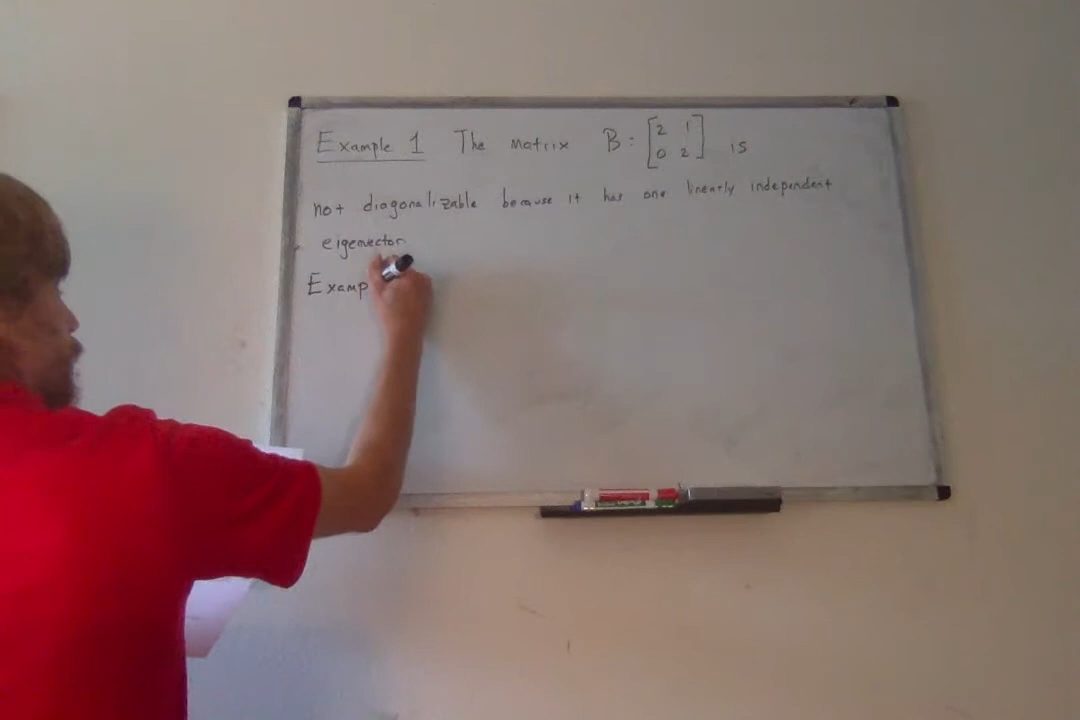 Example 1 The matrix B = [2 1; 0 2] is
not diagonalizable because it has one linearly independent
eigenvector
Examp